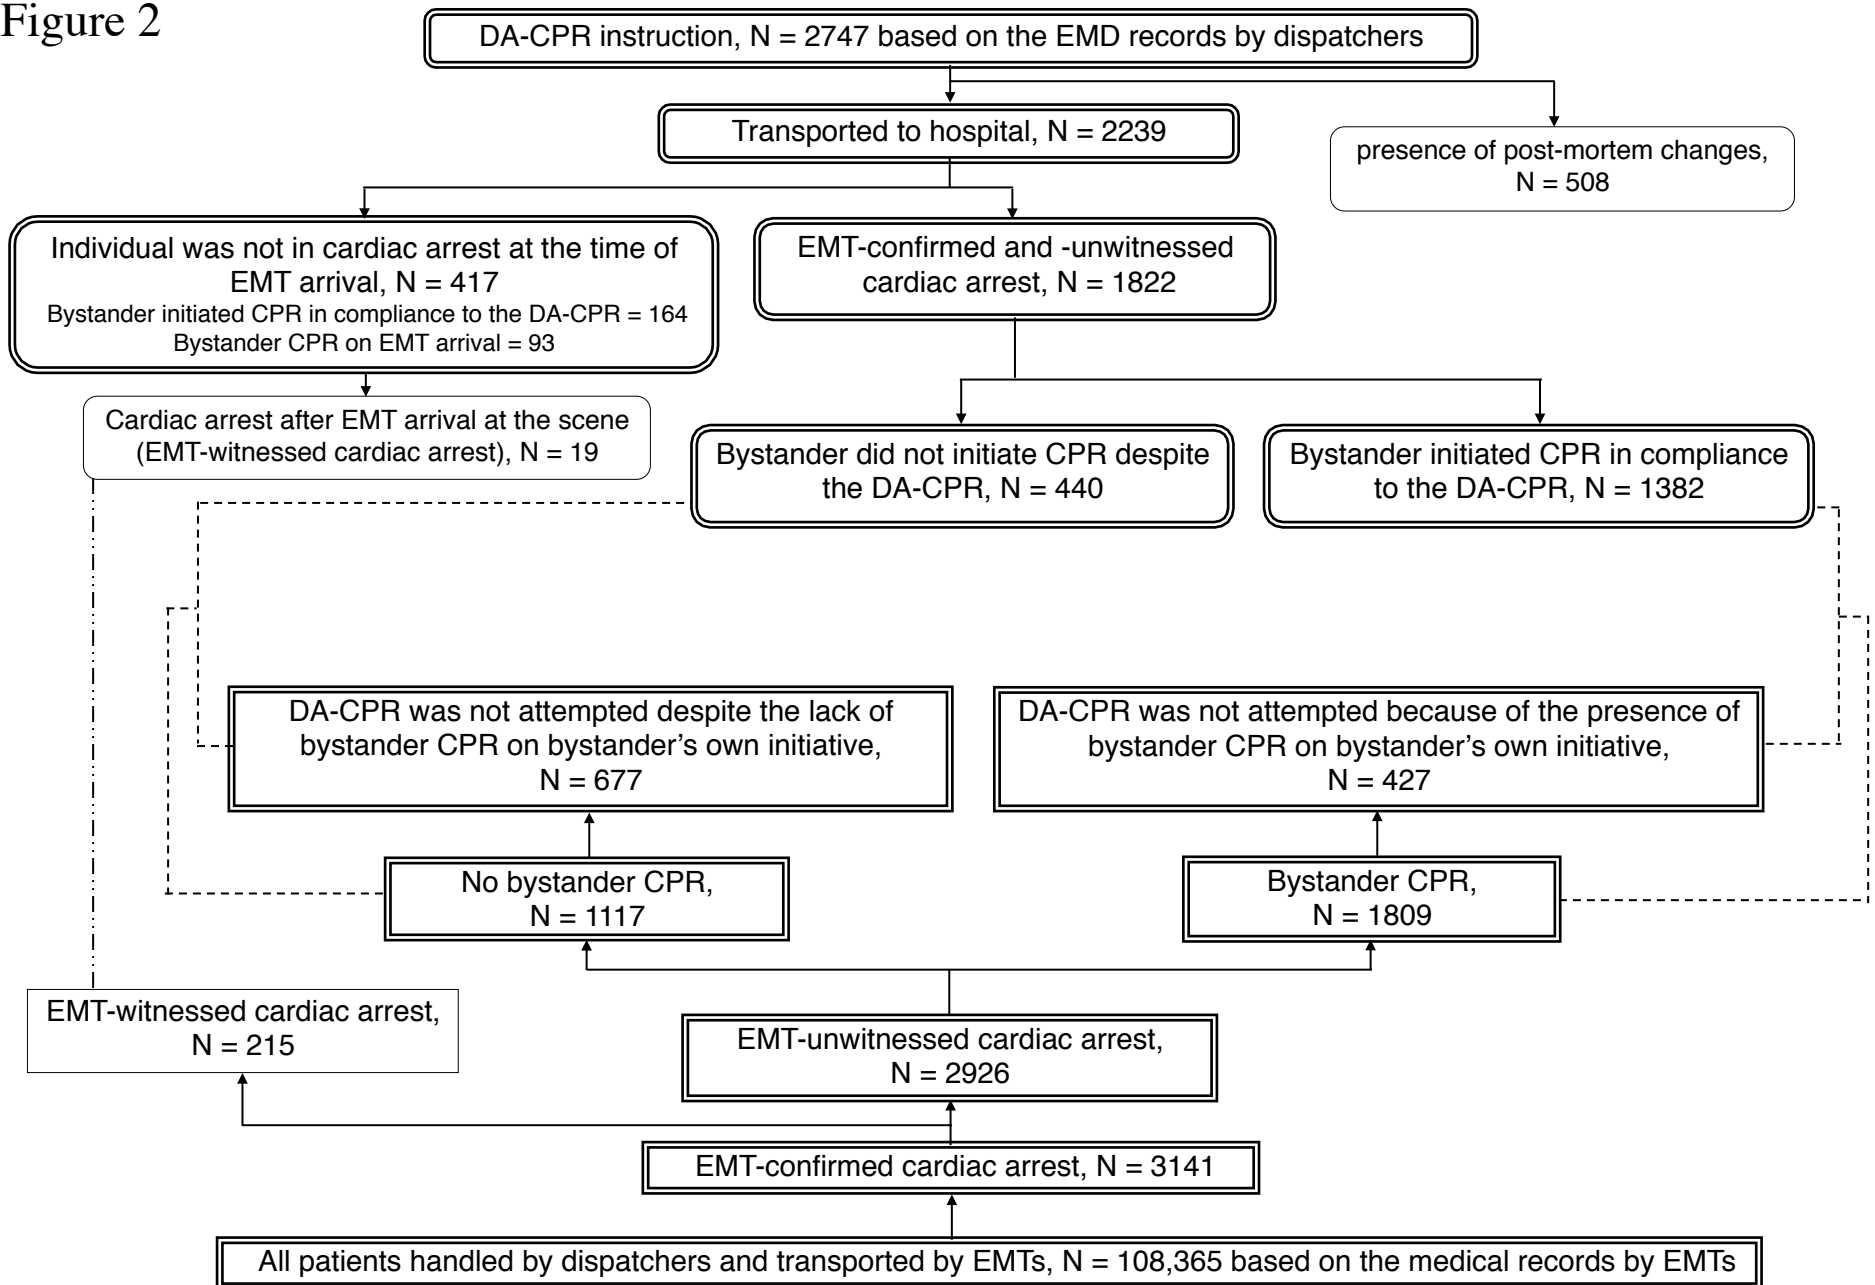 Figure 2
DA-CPR instruction, N = 2747 based on the EMD records by dispatchers
Transported to hospital, N = 2239
presence of post-mortem changes,
N = 508
Individual was not in cardiac arrest at the time of
EMT arrival, N = 417
Bystander initiated CPR in compliance to the DA-CPR = 164
Bystander CPR on EMT arrival = 93
EMT-confirmed and -unwitnessed
cardiac arrest, N = 1822
Cardiac arrest after EMT arrival at the scene
(EMT-witnessed cardiac arrest), N = 19
Bystander did not initiate CPR despite
the DA-CPR, N = 440
Bystander initiated CPR in compliance
to the DA-CPR, N = 1382
DA-CPR was not attempted despite the lack of
bystander CPR on bystander’s own initiative,
N = 677
DA-CPR was not attempted because of the presence of
bystander CPR on bystander’s own initiative,
N = 427
No bystander CPR,
N = 1117
Bystander CPR,
N = 1809
EMT-witnessed cardiac arrest,
N = 215
EMT-unwitnessed cardiac arrest,
N = 2926
EMT-confirmed cardiac arrest, N = 3141
All patients handled by dispatchers and transported by EMTs, N = 108,365 based on the medical records by EMTs